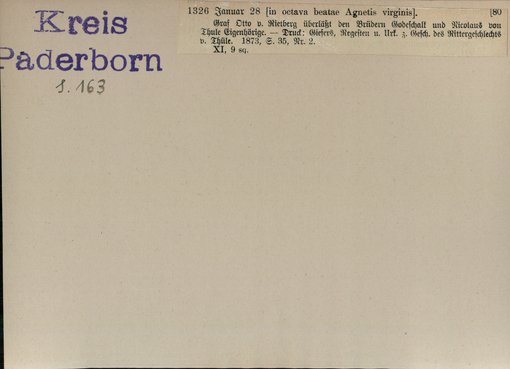 Kreis
Paderborn
S. 163
1326 Januar 28 [in octava beatae Agnetis virginis]. [80
Graf Otto v. Rietberg überläßt den Brüdern Godeschalk und Nicolaus von
Thule Eigenhörige. — Druck: Giefers, Regesten u. Urk. z. Gesch. des Rittergeschlechts
v. Thüle. 1873, S. 35, Nr. 2.
XI, 9 sq.